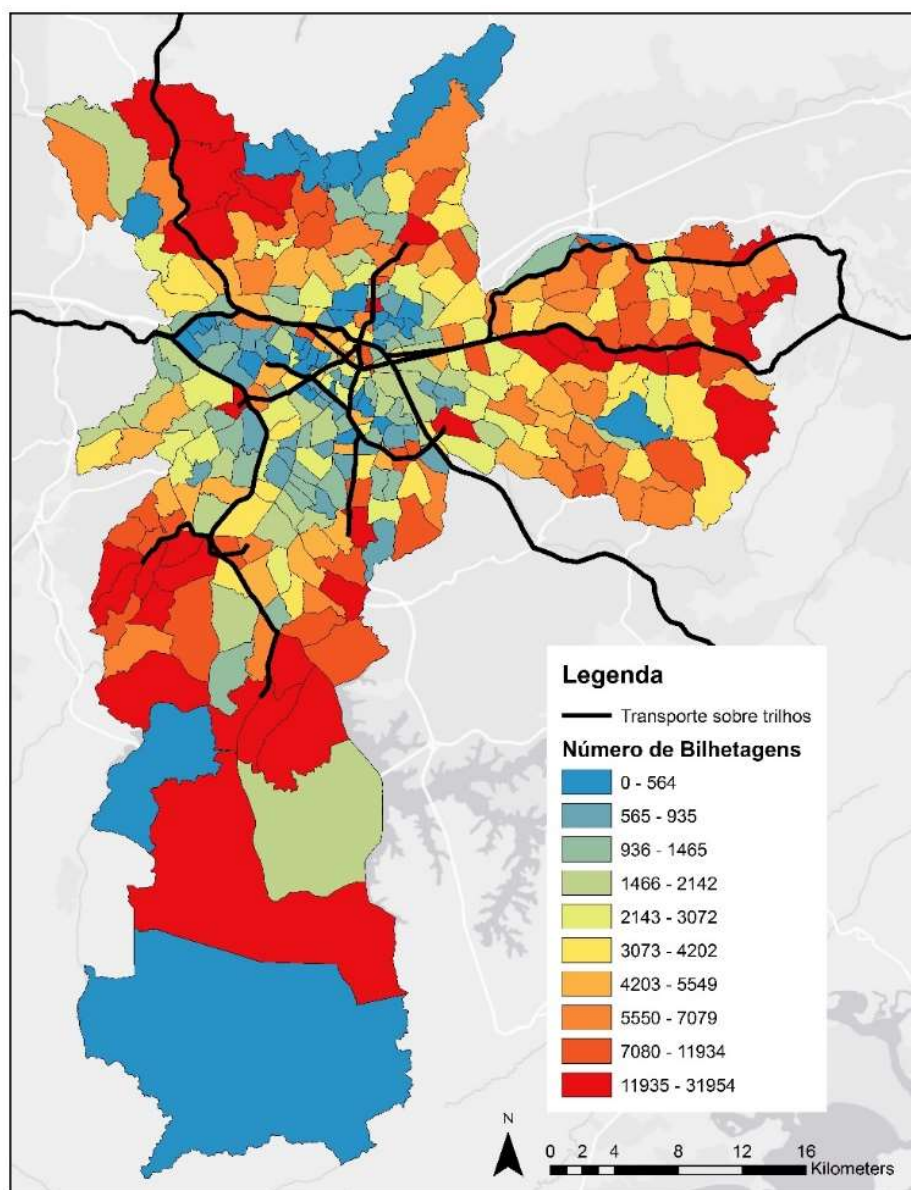 Legenda
Transporte sobre trilhos
Número de Bilhetagens
0 - 564
565 - 935
936 - 1465
1466 - 2142
2143 - 3072
3073 - 4202
4203 - 5549
5550 - 7079
7080 - 11934
11935 - 31954
N
0 2 4 8 12 16
Kilometers